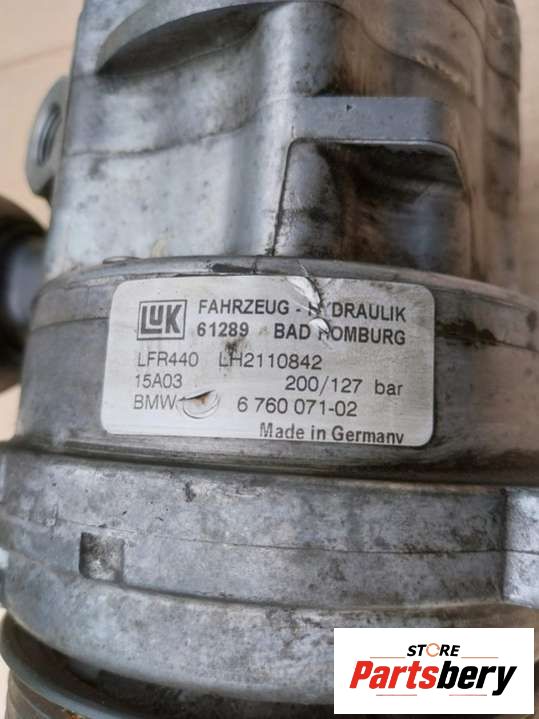 LUK FAHRZEUG - HYDRAULIK
61289 BAD HOMBURG
LFR440 LH2110842
15A03 200/127 bar
BMW 6 760 071-02
Made in Germany
STORE
Partsbery